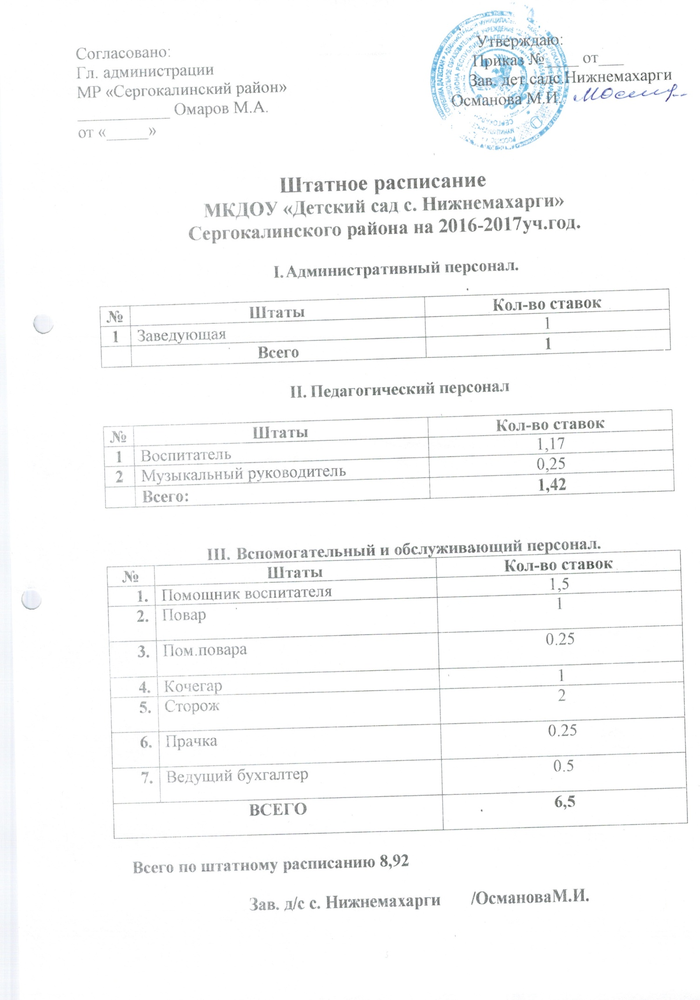 Согласовано:
Гл. администрации
МР «Сергокалинский район»
___________ Омаров М.А.
от «_____»
Утверждаю:
Приказ № ____ от___
Зав. дет.садс.Нижнемахарги
Османова М.И.
Штатное расписание
МКДОУ «Детский сад с. Нижнемахарги»
Сергокалинского района на 2016-2017уч.год.
I. Административный персонал.
№ Штаты Кол-во ставок
1 Заведующая 1
Всего 1
II. Педагогический персонал
№ Штаты Кол-во ставок
1 Воспитатель 1,17
2 Музыкальный руководитель 0,25
Всего: 1,42
III. Вспомогательный и обслуживающий персонал.
№ Штаты Кол-во ставок
1. Помощник воспитателя 1,5
2. Повар 1
3. Пом.повара 0.25
4. Кочегар 1
5. Сторож 2
6. Прачка 0.25
7. Ведущий бухгалтер 0.5
ВСЕГО 6,5
Всего по штатному расписанию 8,92
Зав. д/с с. Нижнемахарги /ОсмановаМ.И.